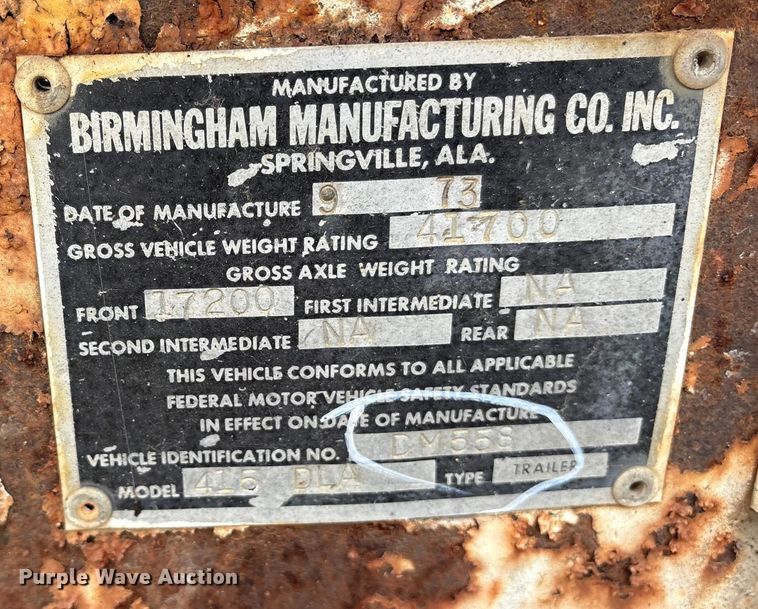 MANUFACTURED BY
BIRMINGHAM MANUFACTURING CO. INC.
SPRINGVILLE, ALA.
DATE OF MANUFACTURE 9 73
GROSS VEHICLE WEIGHT RATING 41700
GROSS AXLE WEIGHT RATING
FRONT 17200 FIRST INTERMEDIATE NA
SECOND INTERMEDIATE NA REAR NA
THIS VEHICLE CONFORMS TO ALL APPLICABLE
FEDERAL MOTOR VEHICLE SAFETY STANDARDS
IN EFFECT ON DATE OF MANUFACTURE
VEHICLE IDENTIFICATION NO. DM558
MODEL 415 DLA TYPE TRAILER
Purple Wave Auction